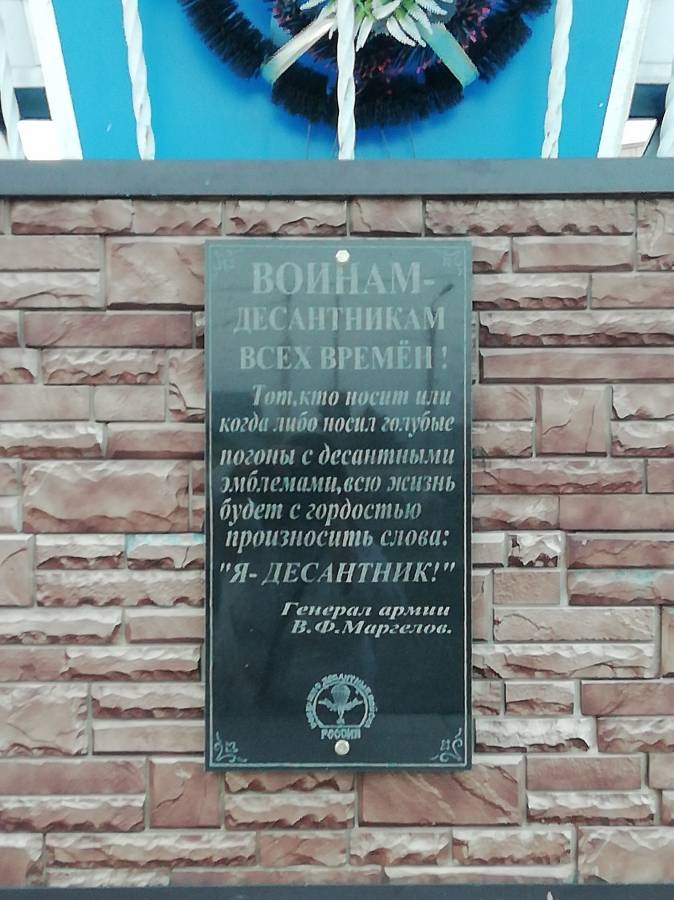 ВОИНАМ-
ДЕСАНТНИКАМ
ВСЕХ ВРЕМЁН !
Тот,кто носит или
когда либо носил голубые
погоны с десантными
эмблемами,всю жизнь
будет с гордостью
произносить слова:
"Я- ДЕСАНТНИК!"
Генерал армии
В.Ф.Маргелов.
ДЕСАНТНЫЕ
РОССИИ